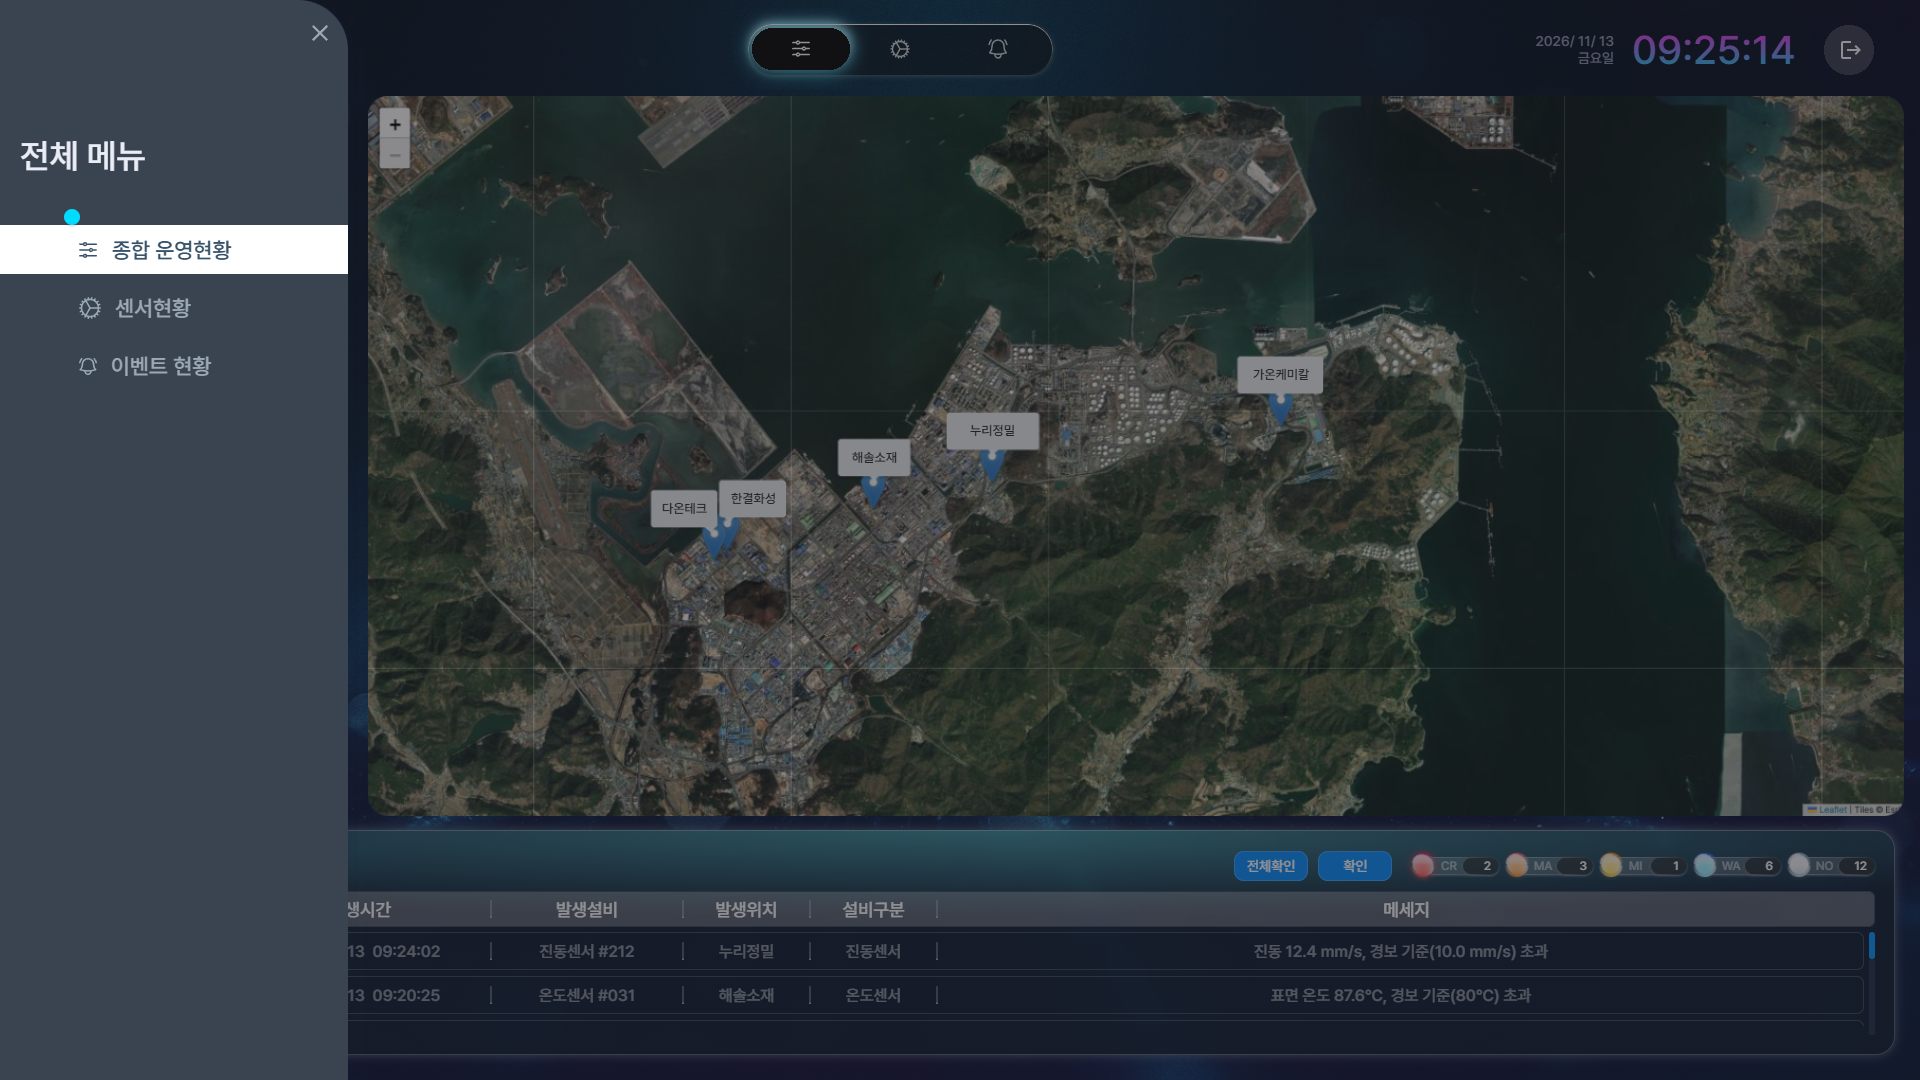 2026/ 11/ 13
금요일
09:25:14
전체 메뉴
종합 운영현황
센서현황
이벤트 현황
+
−
가온케미칼
누리정밀
해솔소재
한결화성
다온테크
Leaflet | Tiles © Es
전체확인 확인 CR 2 MA 3 MI 1 WA 6 NO 12
생시간 발생설비 발생위치 설비구분 메세지
13 09:24:02 진동센서 #212 누리정밀 진동센서 진동 12.4 mm/s, 경보 기준(10.0 mm/s) 초과
13 09:20:25 온도센서 #031 해솔소재 온도센서 표면 온도 87.6°C, 경보 기준(80°C) 초과